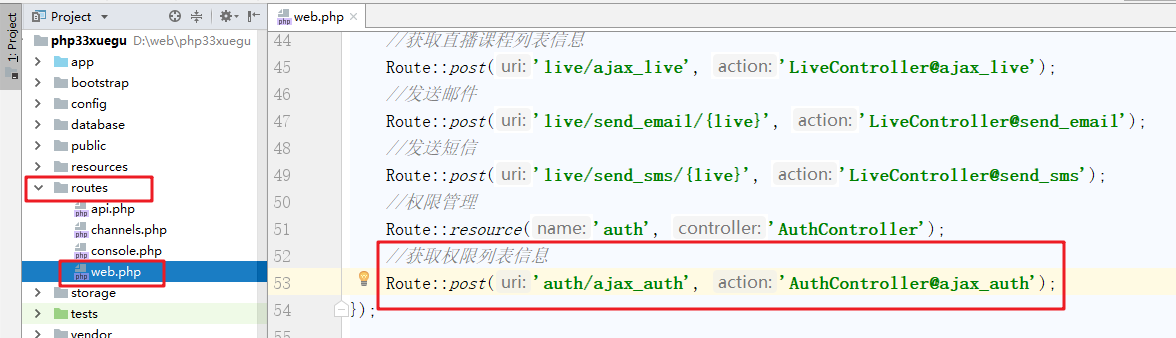 1: Project
Project
web.php
php33xuegu D:\web\php33xuegu
app
bootstrap
config
database
public
resources
routes
api.php
channels.php
console.php
web.php
storage
tests
vendor
44 //获取直播课程列表信息
45 Route::post( uri: 'live/ajax_live', action: 'LiveController@ajax_live');
46 //发送邮件
47 Route::post( uri: 'live/send_email/{live}', action: 'LiveController@send_email');
48 //发送短信
49 Route::post( uri: 'live/send_sms/{live}', action: 'LiveController@send_sms');
50 //权限管理
51 Route::resource( name: 'auth', controller: 'AuthController');
52 //获取权限列表信息
53 Route::post( uri: 'auth/ajax_auth', action: 'AuthController@ajax_auth');
54 });
55